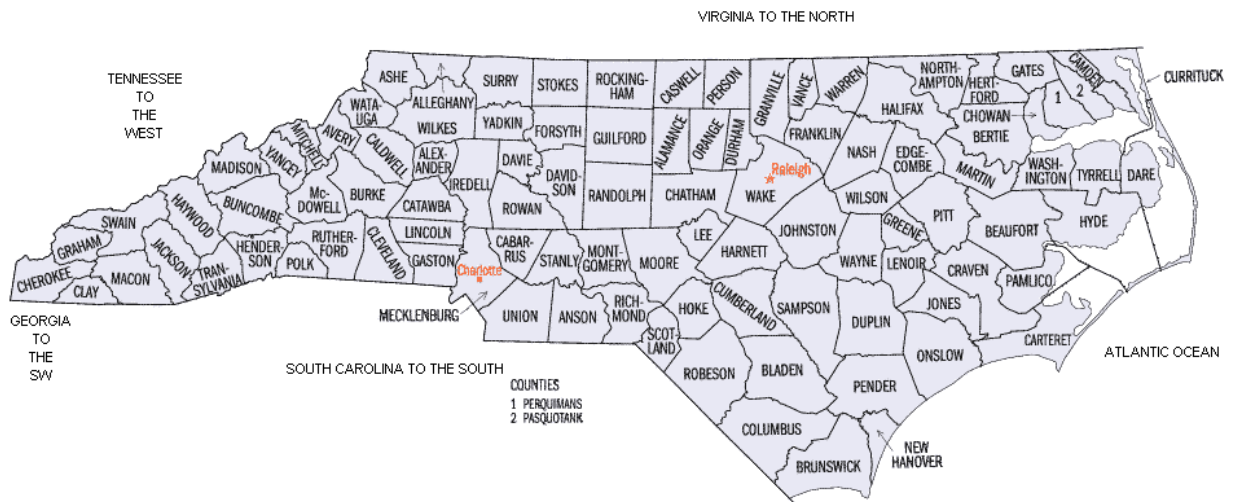 VIRGINIA TO THE NORTH
TENNESSEE
TO
THE
WEST
GEORGIA
TO
THE
SW
SOUTH CAROLINA TO THE SOUTH
ATLANTIC OCEAN
CURRITUCK
ASHE
ALLEGHANY
SURRY
STOKES
ROCKING-
HAM
CASWELL
PERSON
GRANVILLE
VANCE
WARREN
NORTH-
AMPTON
HERT-
FORD
GATES
CAMDEN
1
2
CHOWAN
BERTIE
HALIFAX
WATA-
UGA
WILKES
YADKIN
FORSYTH
GUILFORD
ALAMANCE
ORANGE
DURHAM
FRANKLIN
NASH
EDGE-
COMBE
MARTIN
WASH-
INGTON
TYRRELL
DARE
MADISON
YANCEY
MITCHELL
AVERY
CALDWELL
ALEX-
ANDER
IREDELL
DAVIE
DAVID-
SON
RANDOLPH
CHATHAM
Raleigh
WAKE
WILSON
PITT
BEAUFORT
HYDE
HAYWOOD
BUNCOMBE
Mc-
DOWELL
BURKE
CATAWBA
ROWAN
SWAIN
GRAHAM
CHEROKEE
CLAY
MACON
JACKSON
TRAN-
SYLVANIA
HENDER-
SON
POLK
RUTHER-
FORD
CLEVELAND
LINCOLN
GASTON
Charlotte
MECKLENBURG
CABAR-
RUS
STANLY
MONT-
GOMERY
MOORE
LEE
HARNETT
JOHNSTON
WAYNE
GREENE
LENOIR
CRAVEN
PAMLICO
JONES
CARTERET
UNION
ANSON
RICH-
MOND
SCOT-
LAND
HOKE
CUMBERLAND
SAMPSON
DUPLIN
ONSLOW
ROBESON
BLADEN
PENDER
COLUMBUS
BRUNSWICK
NEW
HANOVER
COUNTIES
1 PERQUIMANS
2 PASQUOTANK